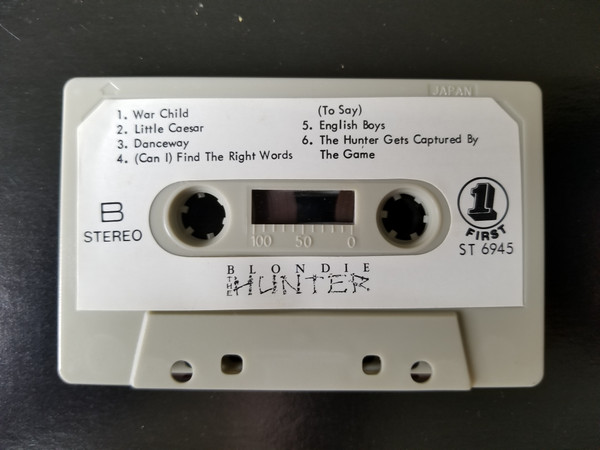 JAPAN
1. War Child
2. Little Caesar
3. Danceway
4. (Can I) Find The Right Words
(To Say)
5. English Boys
6. The Hunter Gets Captured By
The Game
B
STEREO
100 50 0
1
FIRST
ST 6945
BLONDIE
THE HUNTER